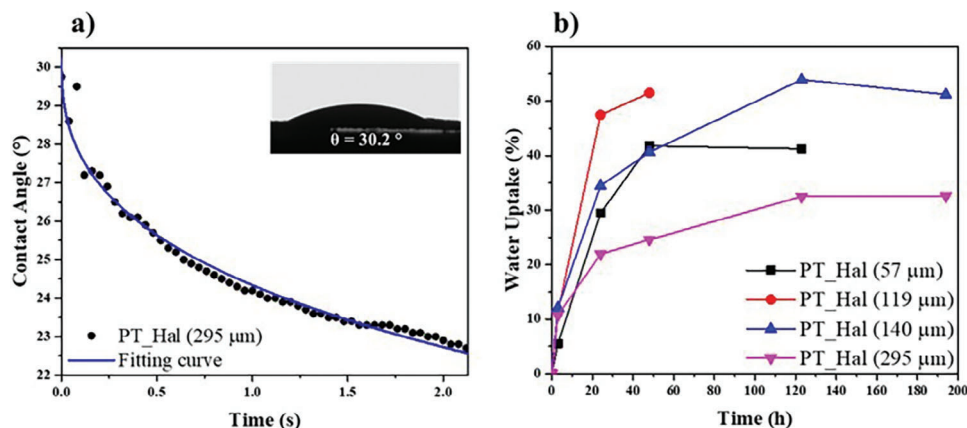 a)
30
29
28
27
26
25
24
23
22
Contact Angle (°)
θ = 30.2 °
PT_Hal (295 μm)
Fitting curve
0.0
0.5
1.0
1.5
2.0
Time (s)
b)
60
50
40
30
20
10
0
Water Uptake (%)
PT_Hal (57 μm)
PT_Hal (119 μm)
PT_Hal (140 μm)
PT_Hal (295 μm)
0
20
40
60
80
100
120
140
160
180
200
Time (h)